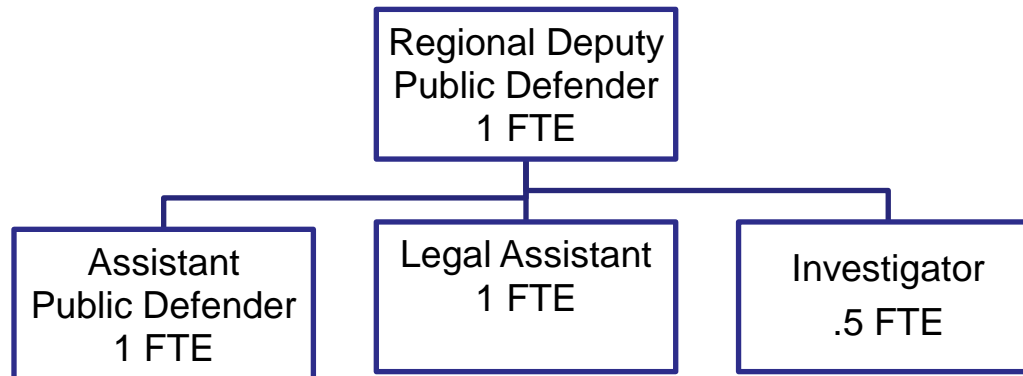 Regional Deputy
Public Defender
1 FTE
Assistant
Public Defender
1 FTE
Legal Assistant
1 FTE
Investigator
.5 FTE